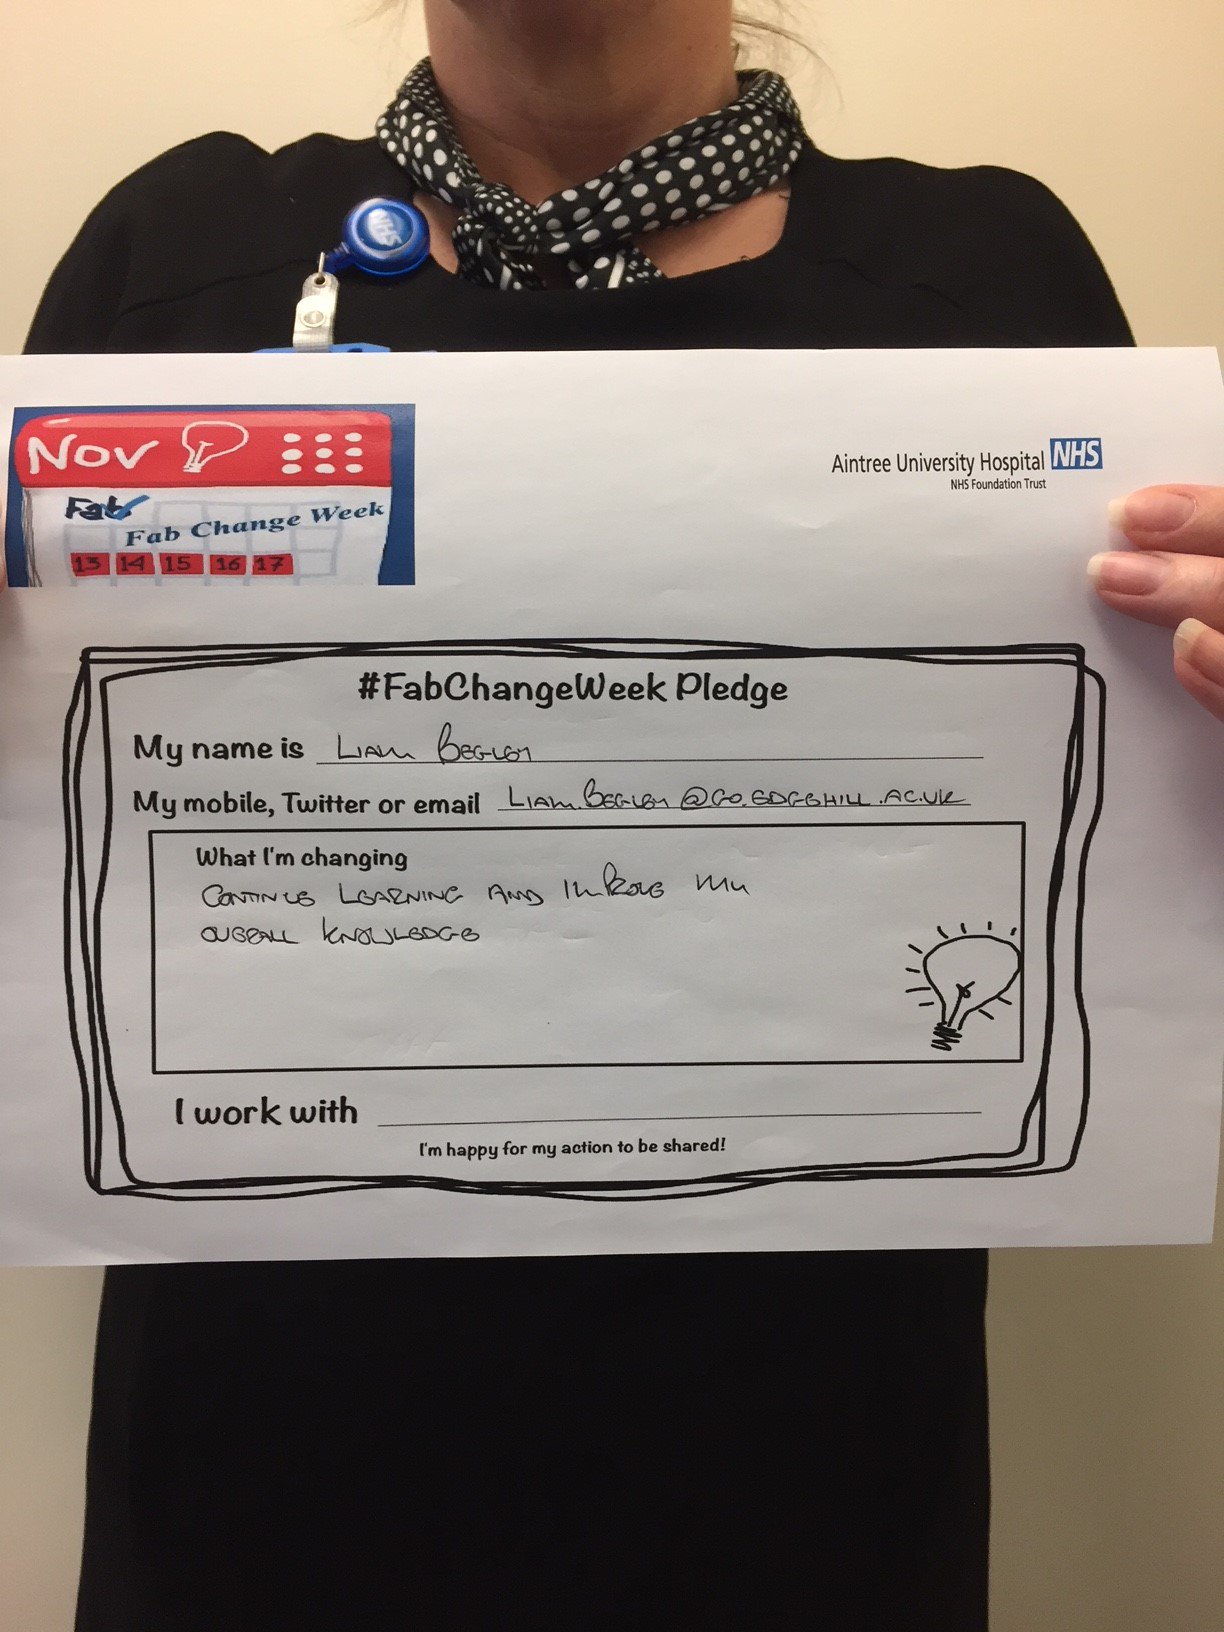 NHS
Nov
Fab
Fab Change Week
13 14 15 16 17
Aintree University Hospital NHS
NHS Foundation Trust
#FabChangeWeek Pledge
My name is LIAM BEGLEY
My mobile, Twitter or email LIAM.BEGLEY@GO.EDGEHILL.AC.UK
What I'm changing
CONTINUE LEARNING AND IMPROVE MY
OVERALL KNOWLEDGE
I work with
I'm happy for my action to be shared!